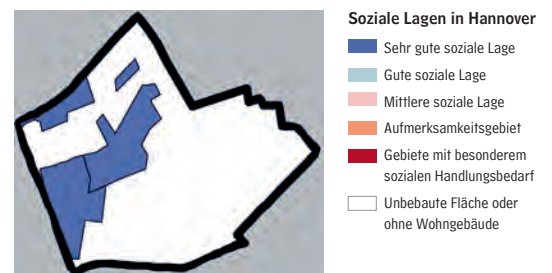 Soziale Lagen in Hannover
Sehr gute soziale Lage
Gute soziale Lage
Mittlere soziale Lage
Aufmerksamkeitsgebiet
Gebiete mit besonderem
sozialen Handlungsbedarf
Unbebaute Fläche oder
ohne Wohngebäude